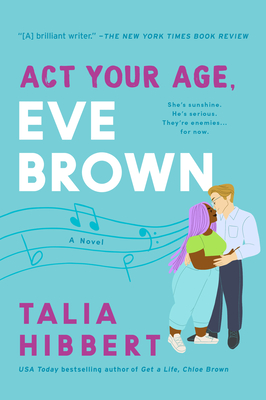 "[A] brilliant writer." –THE NEW YORK TIMES BOOK REVIEW
ACT YOUR AGE,
EVE
BROWN
She's sunshine.
He's serious.
They're enemies...
for now.
A Novel
TALIA
HIBBERT
USA Today bestselling author of Get a Life, Chloe Brown